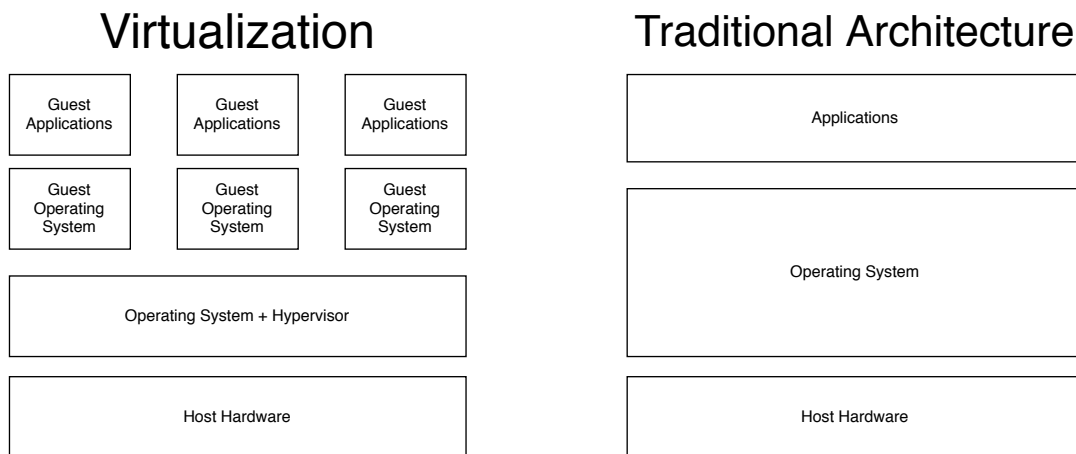 Virtualization
Guest
Applications
Guest
Applications
Guest
Applications
Guest
Operating
System
Guest
Operating
System
Guest
Operating
System
Operating System + Hypervisor
Host Hardware
Traditional Architecture
Applications
Operating System
Host Hardware